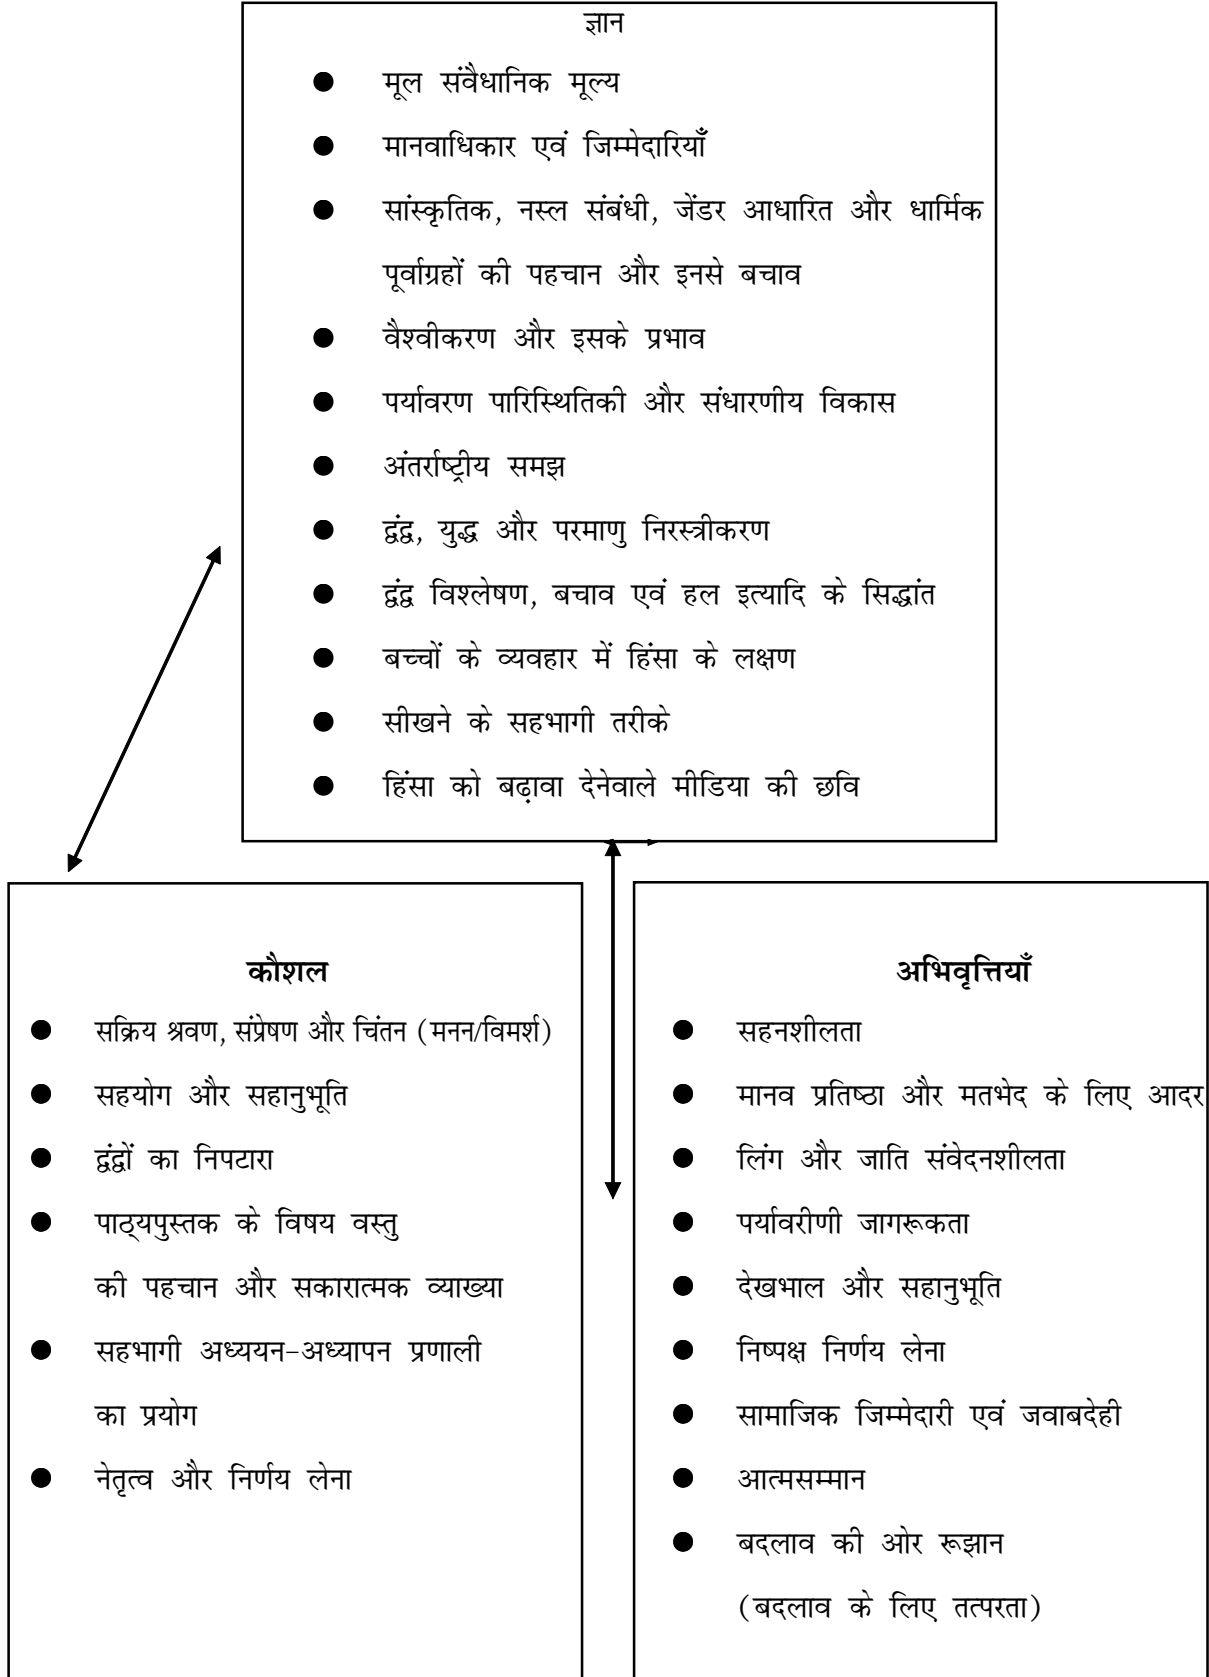 ज्ञान
● मूल संवैधानिक मूल्य
● मानवाधिकार एवं जिम्मेदारियाँ
● सांस्कृतिक, नस्ल संबंधी, जेंडर आधारित और धार्मिक
पूर्वाग्रहों की पहचान और इनसे बचाव
● वैश्वीकरण और इसके प्रभाव
● पर्यावरण पारिस्थितिकी और संधारणीय विकास
● अंतर्राष्ट्रीय समझ
● द्वंद्व, युद्ध और परमाणु निरस्त्रीकरण
● द्वंद्व विश्लेषण, बचाव एवं हल इत्यादि के सिद्धांत
● बच्चों के व्यवहार में हिंसा के लक्षण
● सीखने के सहभागी तरीके
● हिंसा को बढ़ावा देनेवाले मीडिया की छवि
कौशल
● सक्रिय श्रवण, संप्रेषण और चिंतन (मनन/विमर्श)
● सहयोग और सहानुभूति
● द्वंद्वों का निपटारा
● पाठ्यपुस्तक के विषय वस्तु
की पहचान और सकारात्मक व्याख्या
● सहभागी अध्ययन-अध्यापन प्रणाली
का प्रयोग
● नेतृत्व और निर्णय लेना
अभिवृत्तियाँ
● सहनशीलता
● मानव प्रतिष्ठा और मतभेद के लिए आदर
● लिंग और जाति संवेदनशीलता
● पर्यावरीणी जागरूकता
● देखभाल और सहानुभूति
● निष्पक्ष निर्णय लेना
● सामाजिक जिम्मेदारी एवं जवाबदेही
● आत्मसम्मान
● बदलाव की ओर रूझान
(बदलाव के लिए तत्परता)